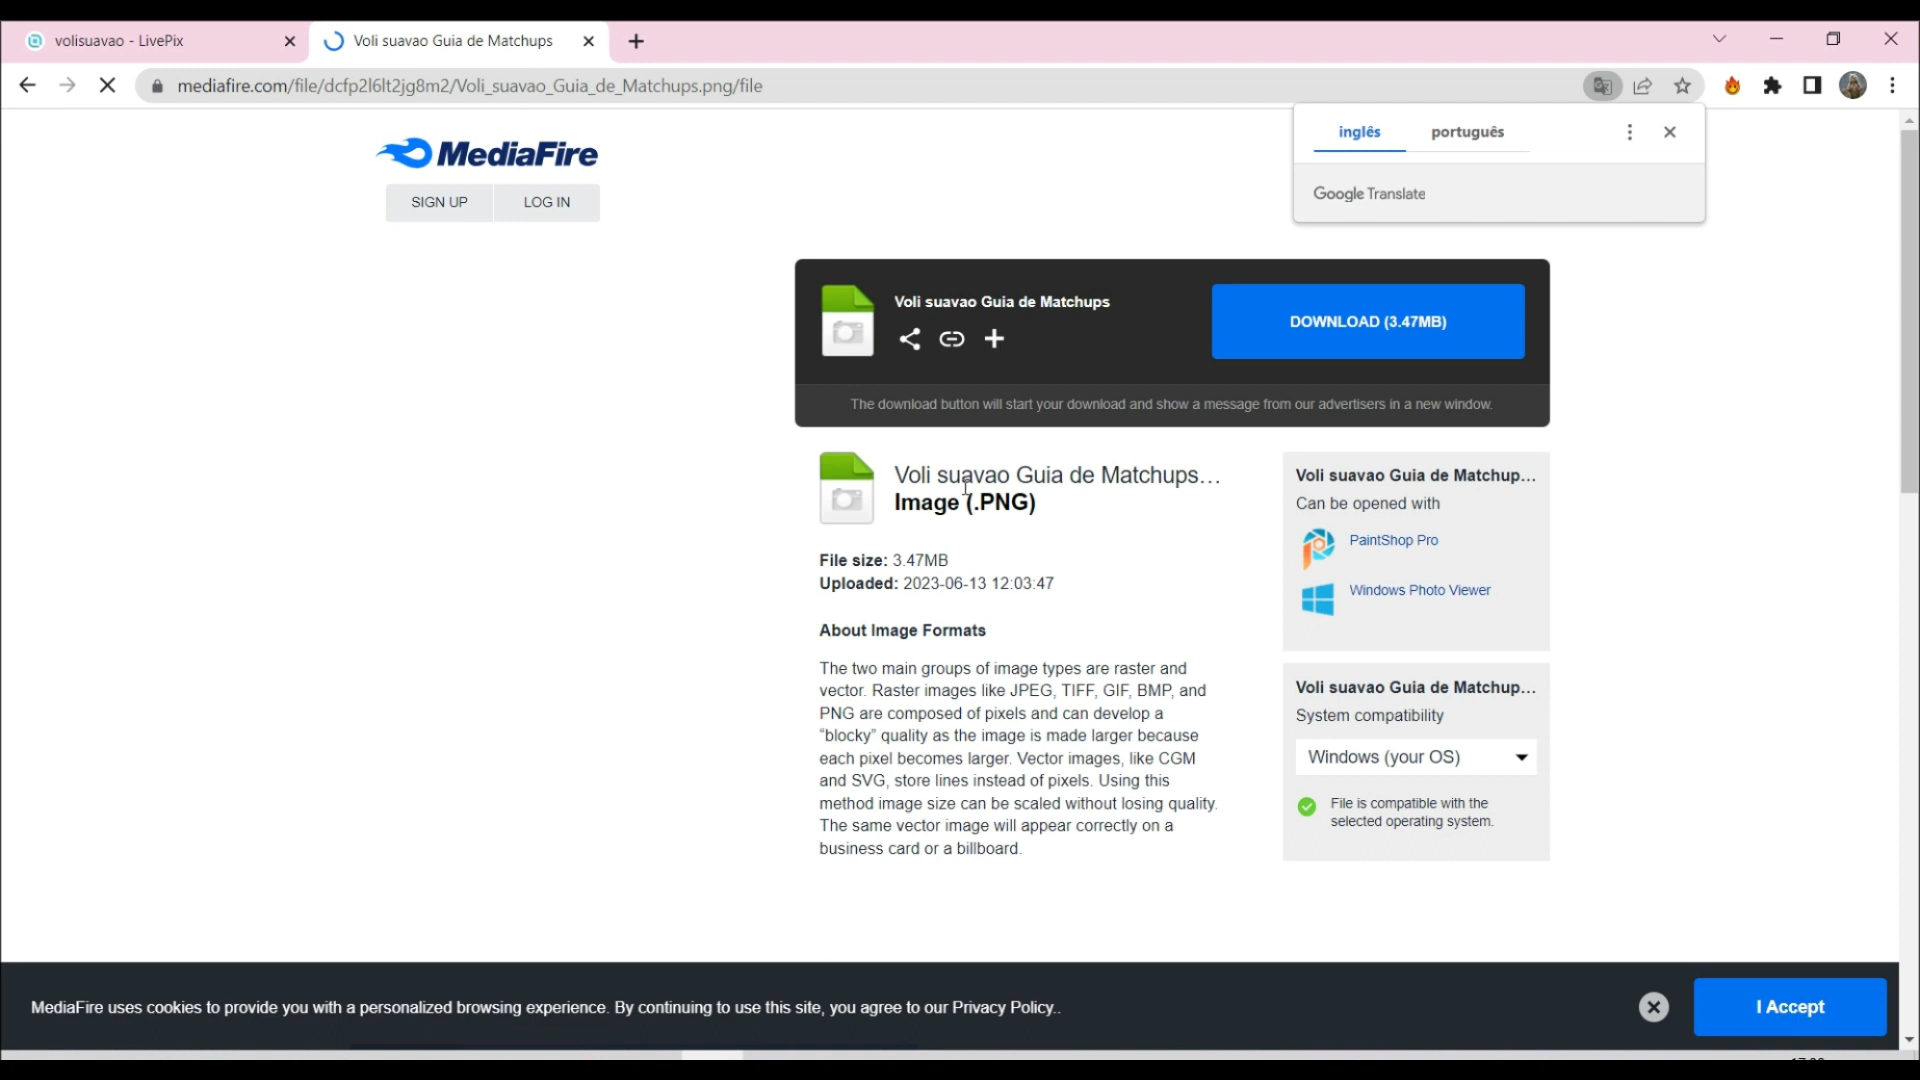 volisuavao - LivePix
Voli suavao Guia de Matchups
mediafire.com/file/dcfp2l6lt2jg8m2/Voli_suavao_Guia_de_Matchups.png/file
inglês
português
Google Translate
MediaFire
SIGN UP
LOG IN
Voli suavao Guia de Matchups
DOWNLOAD (3.47MB)
The download button will start your download and show a message from our advertisers in a new window.
Voli suavao Guia de Matchups...
Image (.PNG)
File size: 3.47MB
Uploaded: 2023-06-13 12:03:47
About Image Formats
The two main groups of image types are raster and
vector. Raster images like JPEG, TIFF, GIF, BMP, and
PNG are composed of pixels and can develop a
“blocky” quality as the image is made larger because
each pixel becomes larger. Vector images, like CGM
and SVG, store lines instead of pixels. Using this
method image size can be scaled without losing quality.
The same vector image will appear correctly on a
business card or a billboard.
Voli suavao Guia de Matchup...
Can be opened with
PaintShop Pro
Windows Photo Viewer
Voli suavao Guia de Matchup...
System compatibility
Windows (your OS)
File is compatible with the
selected operating system.
MediaFire uses cookies to provide you with a personalized browsing experience. By continuing to use this site, you agree to our Privacy Policy..
I Accept